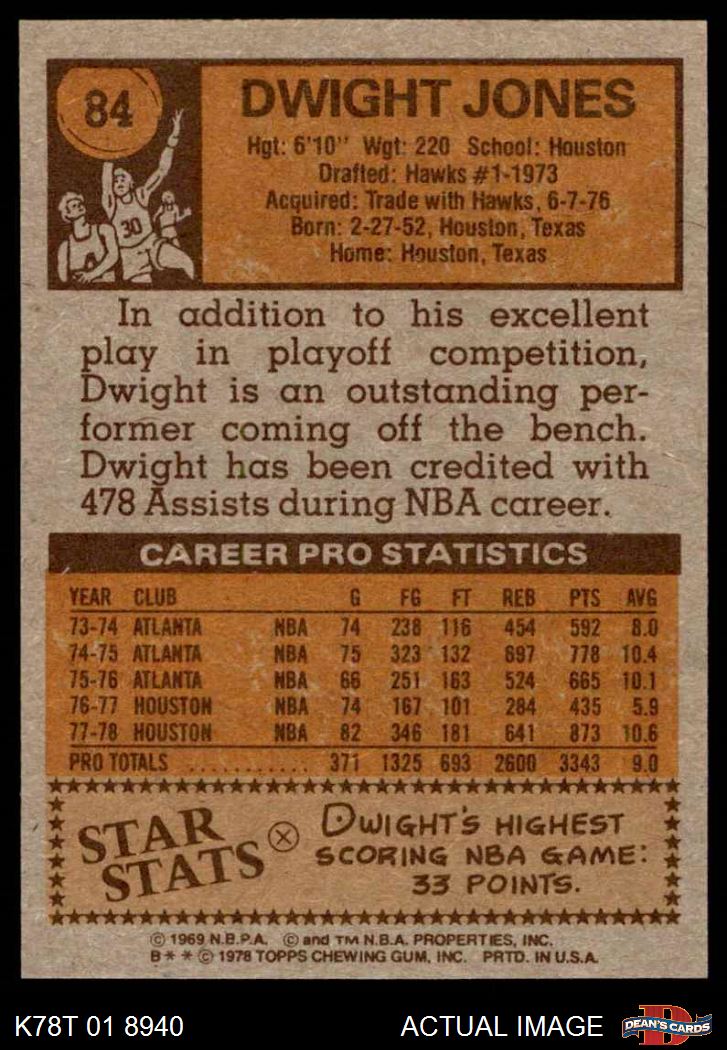 84
DWIGHT JONES
Hgt: 6'10" Wgt: 220 School: Houston
Drafted: Hawks #1-1973
Acquired: Trade with Hawks, 6-7-76
Born: 2-27-52, Houston, Texas
Home: Houston, Texas
30
A
In addition to his excellent
play in playoff competition,
Dwight is an outstanding per-
former coming off the bench.
Dwight has been credited with
478 Assists during NBA career.
CAREER PRO STATISTICS
YEAR CLUB G FG FT REB PTS AVG
73-74 ATLANTA NBA 74 238 116 454 592 8.0
74-75 ATLANTA NBA 75 323 132 697 778 10.4
75-76 ATLANTA NBA 66 251 163 524 665 10.1
76-77 HOUSTON NBA 74 167 101 284 435 5.9
77-78 HOUSTON NBA 82 346 181 641 873 10.6
PRO TOTALS ........... 371 1325 693 2600 3343 9.0
STAR
STATS
DWIGHT'S HIGHEST
SCORING NBA GAME:
33 POINTS.
© 1969 N.B.P.A. © and TM N.B.A. PROPERTIES, INC.
B * * © 1978 TOPPS CHEWING GUM, INC. PRTD. IN U.S.A.
K78T 01 8940 ACTUAL IMAGE D DEAN'S CARDS